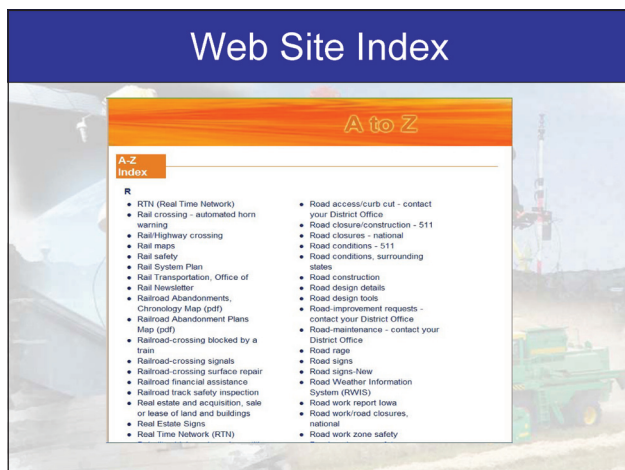 Web Site Index
A to Z
A-Z
Index
R
• RTN (Real Time Network)
• Rail crossing - automated horn
warning
• Rail/Highway crossing
• Rail maps
• Rail safety
• Rail System Plan
• Rail Transportation, Office of
• Rail Newsletter
• Railroad Abandonments,
Chronology Map (pdf)
• Railroad Abandonment Plans
Map (pdf)
• Railroad-crossing blocked by a
train
• Railroad-crossing signals
• Railroad-crossing surface repair
• Railroad financial assistance
• Railroad track safety inspection
• Real estate and acquisition, sale
or lease of land and buildings
• Real Estate Signs
• Real Time Network (RTN)
• Road access/curb cut - contact
your District Office
• Road closure/construction - 511
• Road closures - national
• Road conditions - 511
• Road conditions, surrounding
states
• Road construction
• Road design details
• Road design tools
• Road-improvement requests -
contact your District Office
• Road-maintenance - contact your
District Office
• Road rage
• Road signs
• Road signs-New
• Road Weather Information
System (RWIS)
• Road work report Iowa
• Road work/road closures,
national
• Road work zone safety